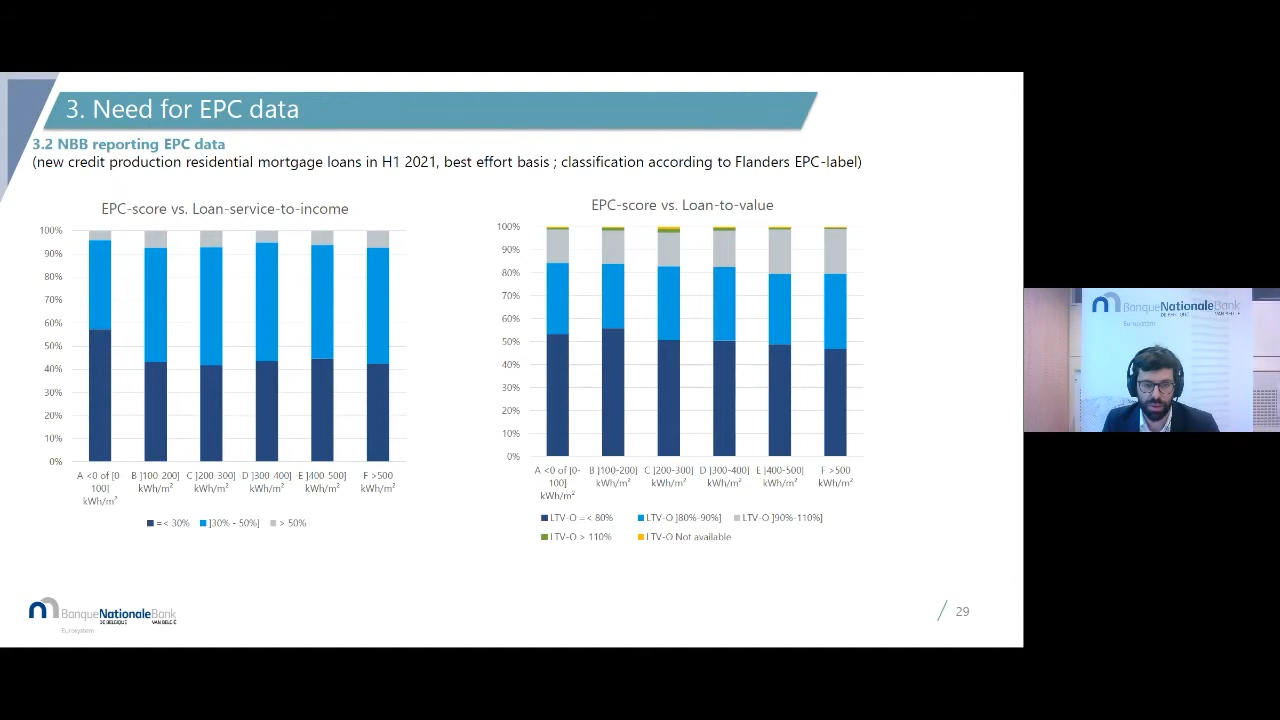 3. Need for EPC data
3.2 NBB reporting EPC data
(new credit production residential mortgage loans in H1 2021, best effort basis ; classification according to Flanders EPC-label)
EPC-score vs. Loan-service-to-income
100%
90%
80%
70%
60%
50%
40%
30%
20%
10%
0%
A <0 of [0
100]
kWh/m²
B ]100-200]
kWh/m²
C ]200-300]
kWh/m²
D ]300-400]
kWh/m²
E ]400-500]
kWh/m²
F >500
kWh/m²
=< 30%
]30% - 50%]
> 50%
EPC-score vs. Loan-to-value
100%
90%
80%
70%
60%
50%
40%
30%
20%
10%
0%
A <0 of [0-
100]
kWh/m²
B ]100-200]
kWh/m²
C ]200-300]
kWh/m²
D ]300-400]
kWh/m²
E ]400-500]
kWh/m²
F >500
kWh/m²
LTV-O =< 80%
LTV-O ]80%-90%]
LTV-O ]90%-110%]
LTV-O > 110%
LTV-O Not available
BanqueNationaleBank
DE BELGIQUE VAN BELGIË
Eurosystem
29
BanqueNationaleBank
Eurosystem